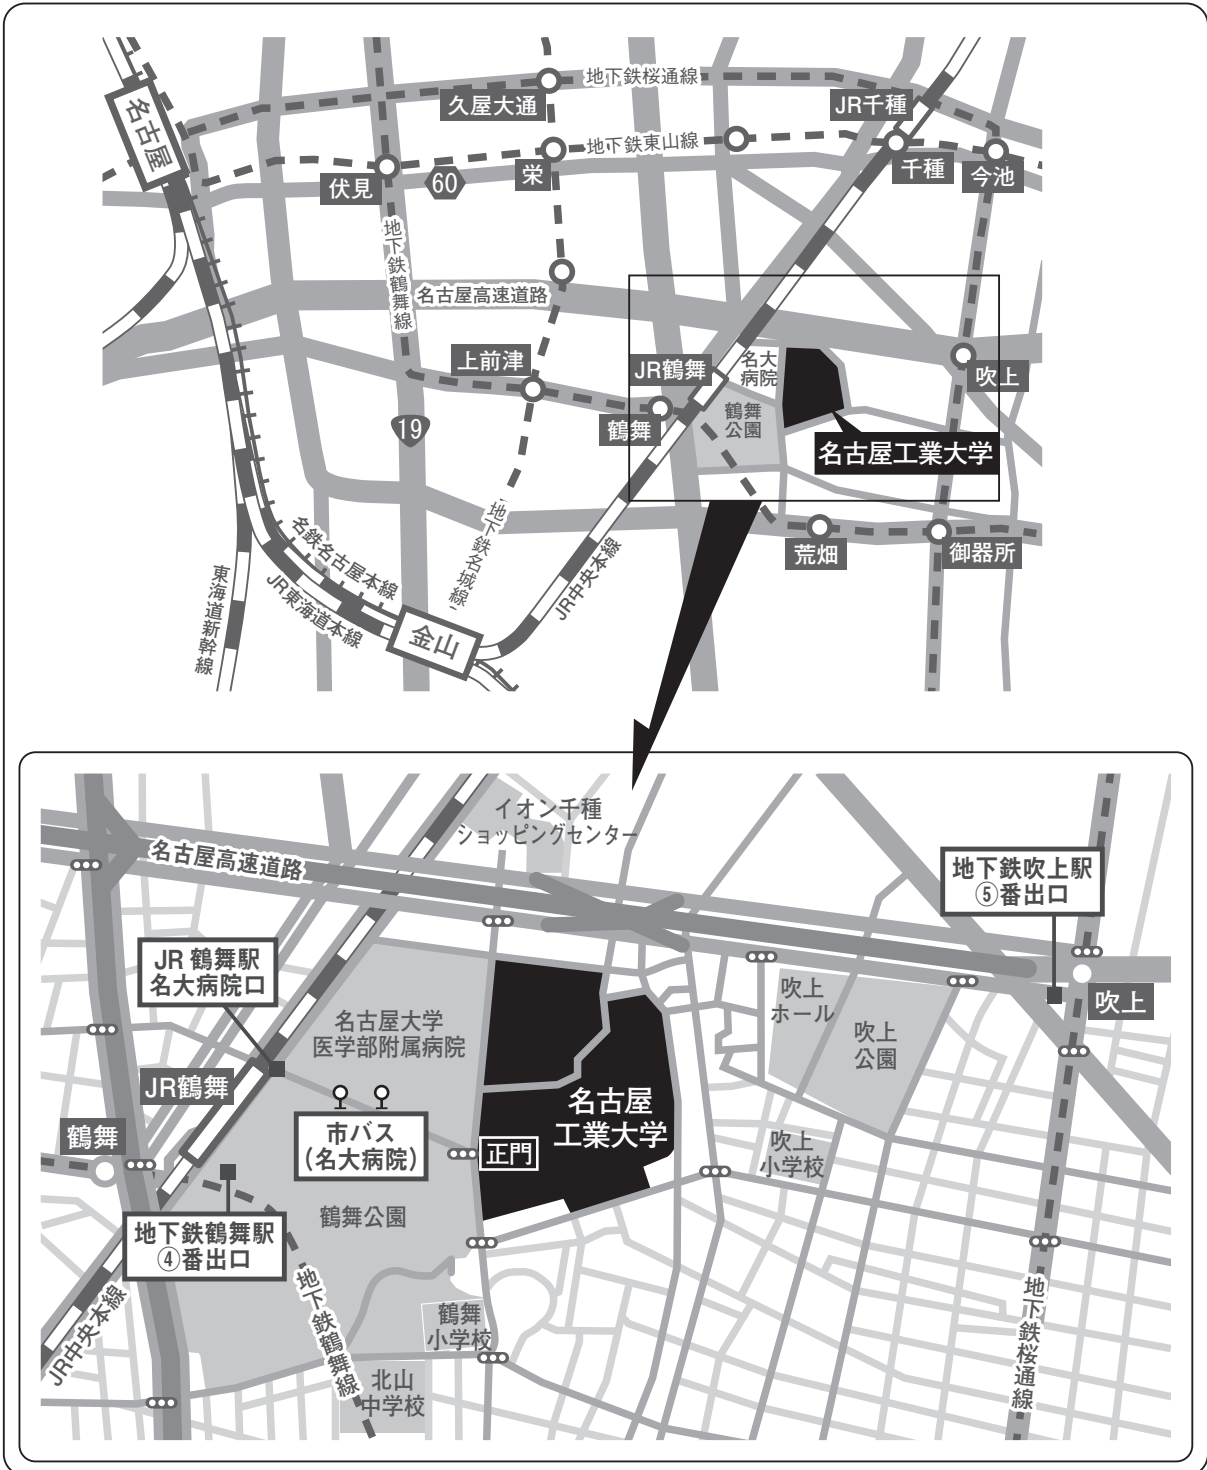 地下鉄桜通線
久屋大通
JR千種
名古屋
地下鉄東山線
千種
今池
伏見
60
栄
地下鉄鶴舞線
名古屋高速道路
上前津
JR鶴舞
名大
病院
吹上
鶴舞
公園
19
鶴舞
名古屋工業大学
地下鉄名城線
荒畑
御器所
名鉄名古屋本線
JR東海道本線
東海道新幹線
JR中央本線
金山
イオン千種
ショッピングセンター
名古屋高速道路
地下鉄吹上駅
⑤番出口
JR 鶴舞駅
名大病院口
吹上
ホール
吹上
名古屋大学
医学部附属病院
吹上
公園
JR鶴舞
名古屋
工業大学
鶴舞
市バス
(名大病院)
正門
吹上
小学校
鶴舞公園
地下鉄鶴舞駅
④番出口
地下鉄鶴舞線
地下鉄桜通線
JR中央本線
鶴舞
小学校
北山
中学校